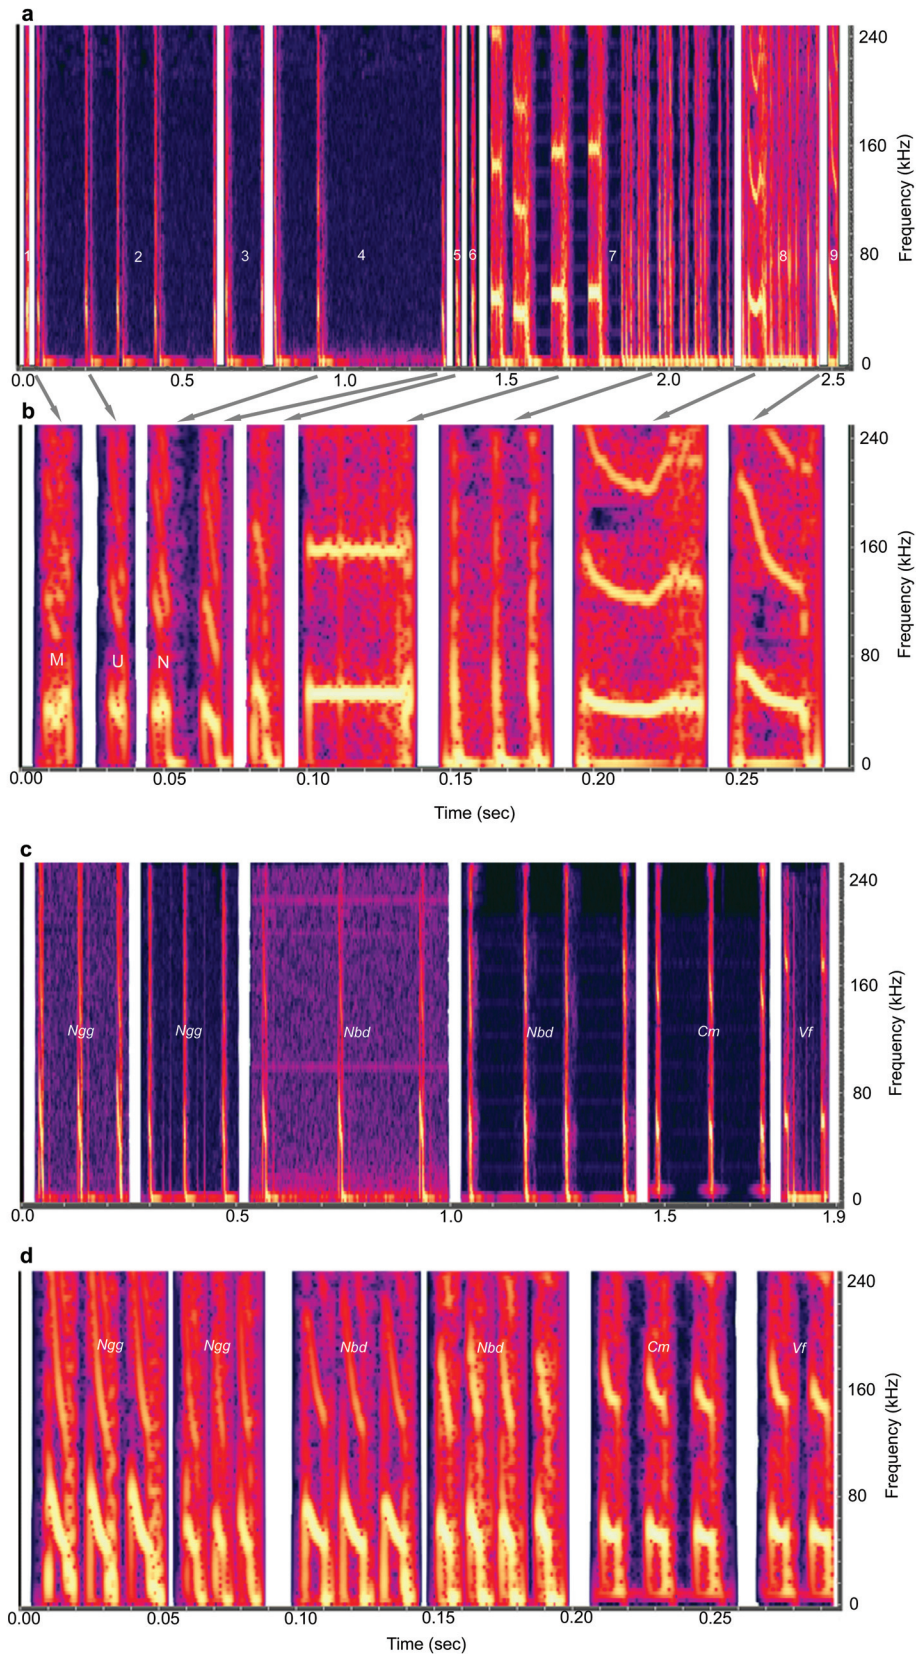 a
240
160
80
0
Frequency (kHz)
1
2
3
4
5
6
7
8
9
0.0
0.5
1.0
1.5
2.0
2.5
b
240
160
80
0
Frequency (kHz)
M
U
N
0.00
0.05
0.10
0.15
0.20
0.25
Time (sec)
c
240
160
80
0
Frequency (kHz)
Ngg
Ngg
Nbd
Nbd
Cm
Vf
0.0
0.5
1.0
1.5
1.9
d
240
160
80
0
Frequency (kHz)
Ngg
Ngg
Nbd
Nbd
Cm
Vf
0.00
0.05
0.10
0.15
0.20
0.25
Time (sec)